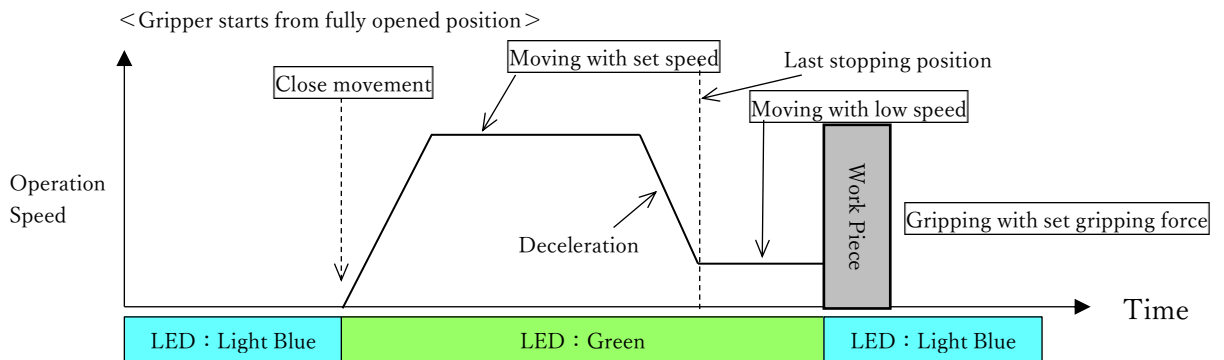 ＜Gripper starts from fully opened position＞
Moving with set speed
Last stopping position
Close movement
Moving with low speed
Operation
Speed
Work Piece
Gripping with set gripping force
Deceleration
Time
LED：Light Blue
LED：Green
LED：Light Blue